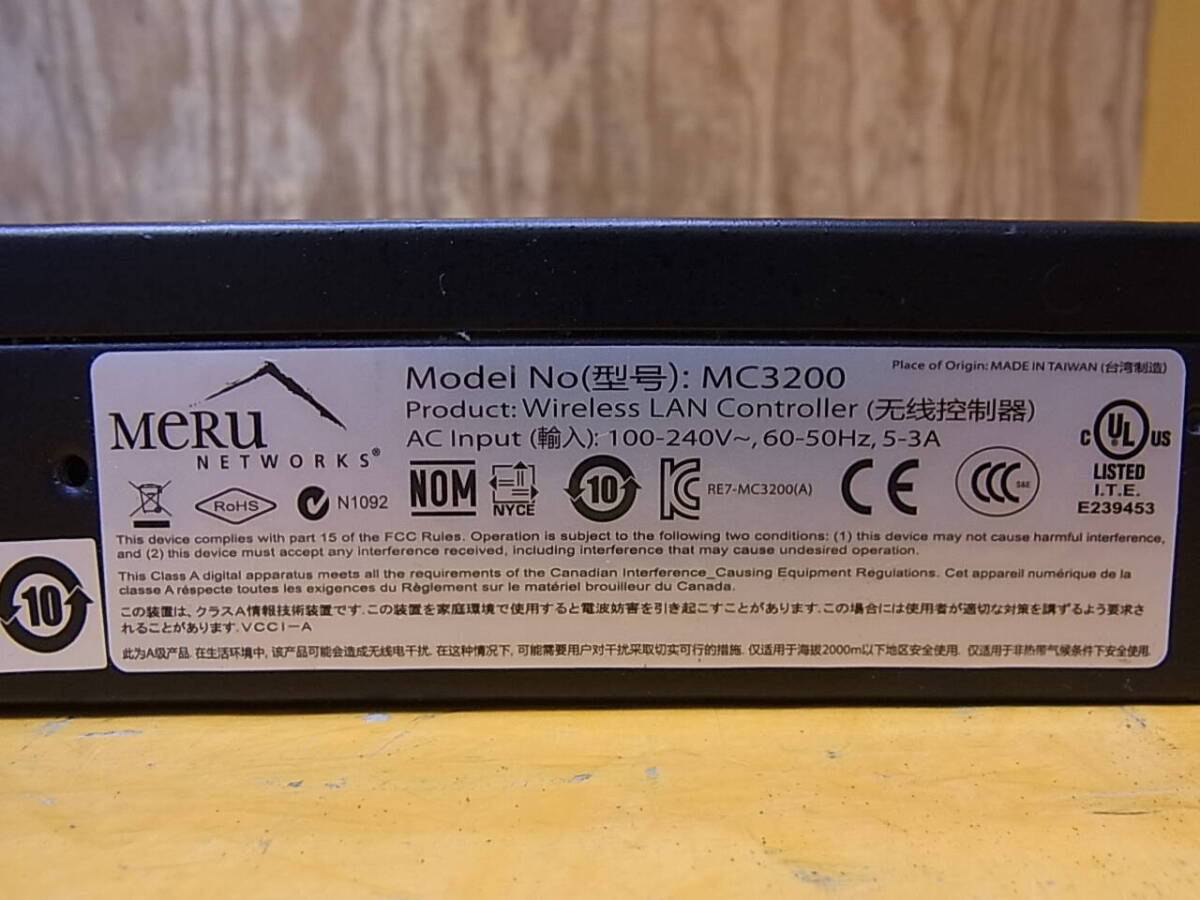 MERU
NETWORKS®
Model No(型号): MC3200
Place of Origin: MADE IN TAIWAN (台湾制造)
Product: Wireless LAN Controller (无线控制器)
AC Input (輸入): 100-240V~, 60-50Hz, 5-3A
RoHS
N1092
NOM
NYCE
10
RE7-MC3200(A)
CE
CCC S&E
C UL US
LISTED
I.T.E.
E239453
This device complies with part 15 of the FCC Rules. Operation is subject to the following two conditions: (1) this device may not cause harmful interference,
and (2) this device must accept any interference received, including interference that may cause undesired operation.
This Class A digital apparatus meets all the requirements of the Canadian Interference_Causing Equipment Regulations. Cet appareil numérique de la
classe A réspecte toutes les exigences du Règlement sur le matériel brouilleur du Canada.
この装置は、クラスA情報技術装置です.この装置を家庭環境で使用すると電波妨害を引き起こすことがあります.この場合には使用者が適切な対策を講ずるよう要求さ
れることがあります.VCCI-A
此为A级产品. 在生活环境中, 该产品可能会造成无线电干扰. 在这种情况下, 可能需要用户对干扰采取切实可行的措施. 仅适用于海拔2000m以下地区安全使用. 仅适用于非热带气候条件下安全使用.
10